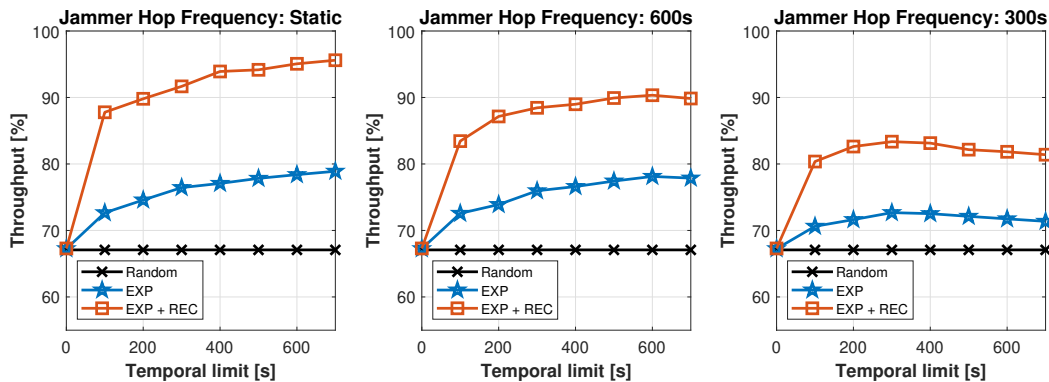 Jammer Hop Frequency: Static
100
90
80
70
60
Throughput [%]
Random
EXP
EXP + REC
0 200 400 600
Temporal limit [s]
Jammer Hop Frequency: 600s
100
90
80
70
60
Throughput [%]
Random
EXP
EXP + REC
0 200 400 600
Temporal limit [s]
Jammer Hop Frequency: 300s
100
90
80
70
60
Throughput [%]
Random
EXP
EXP + REC
0 200 400 600
Temporal limit [s]